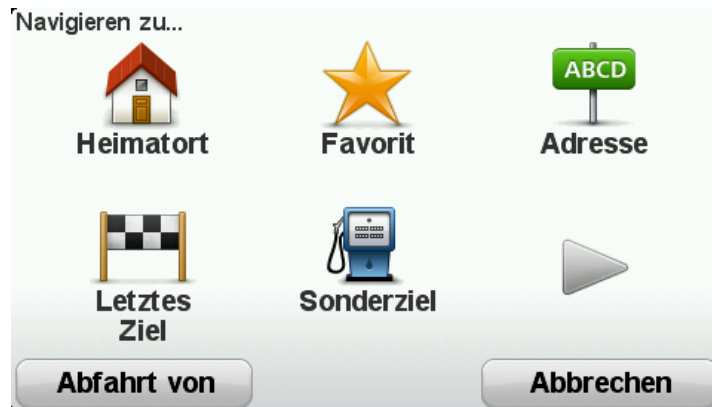 Navigieren zu...
ABCD
Heimatort
Favorit
Adresse
Letztes
Ziel
Sonderziel
Abfahrt von
Abbrechen